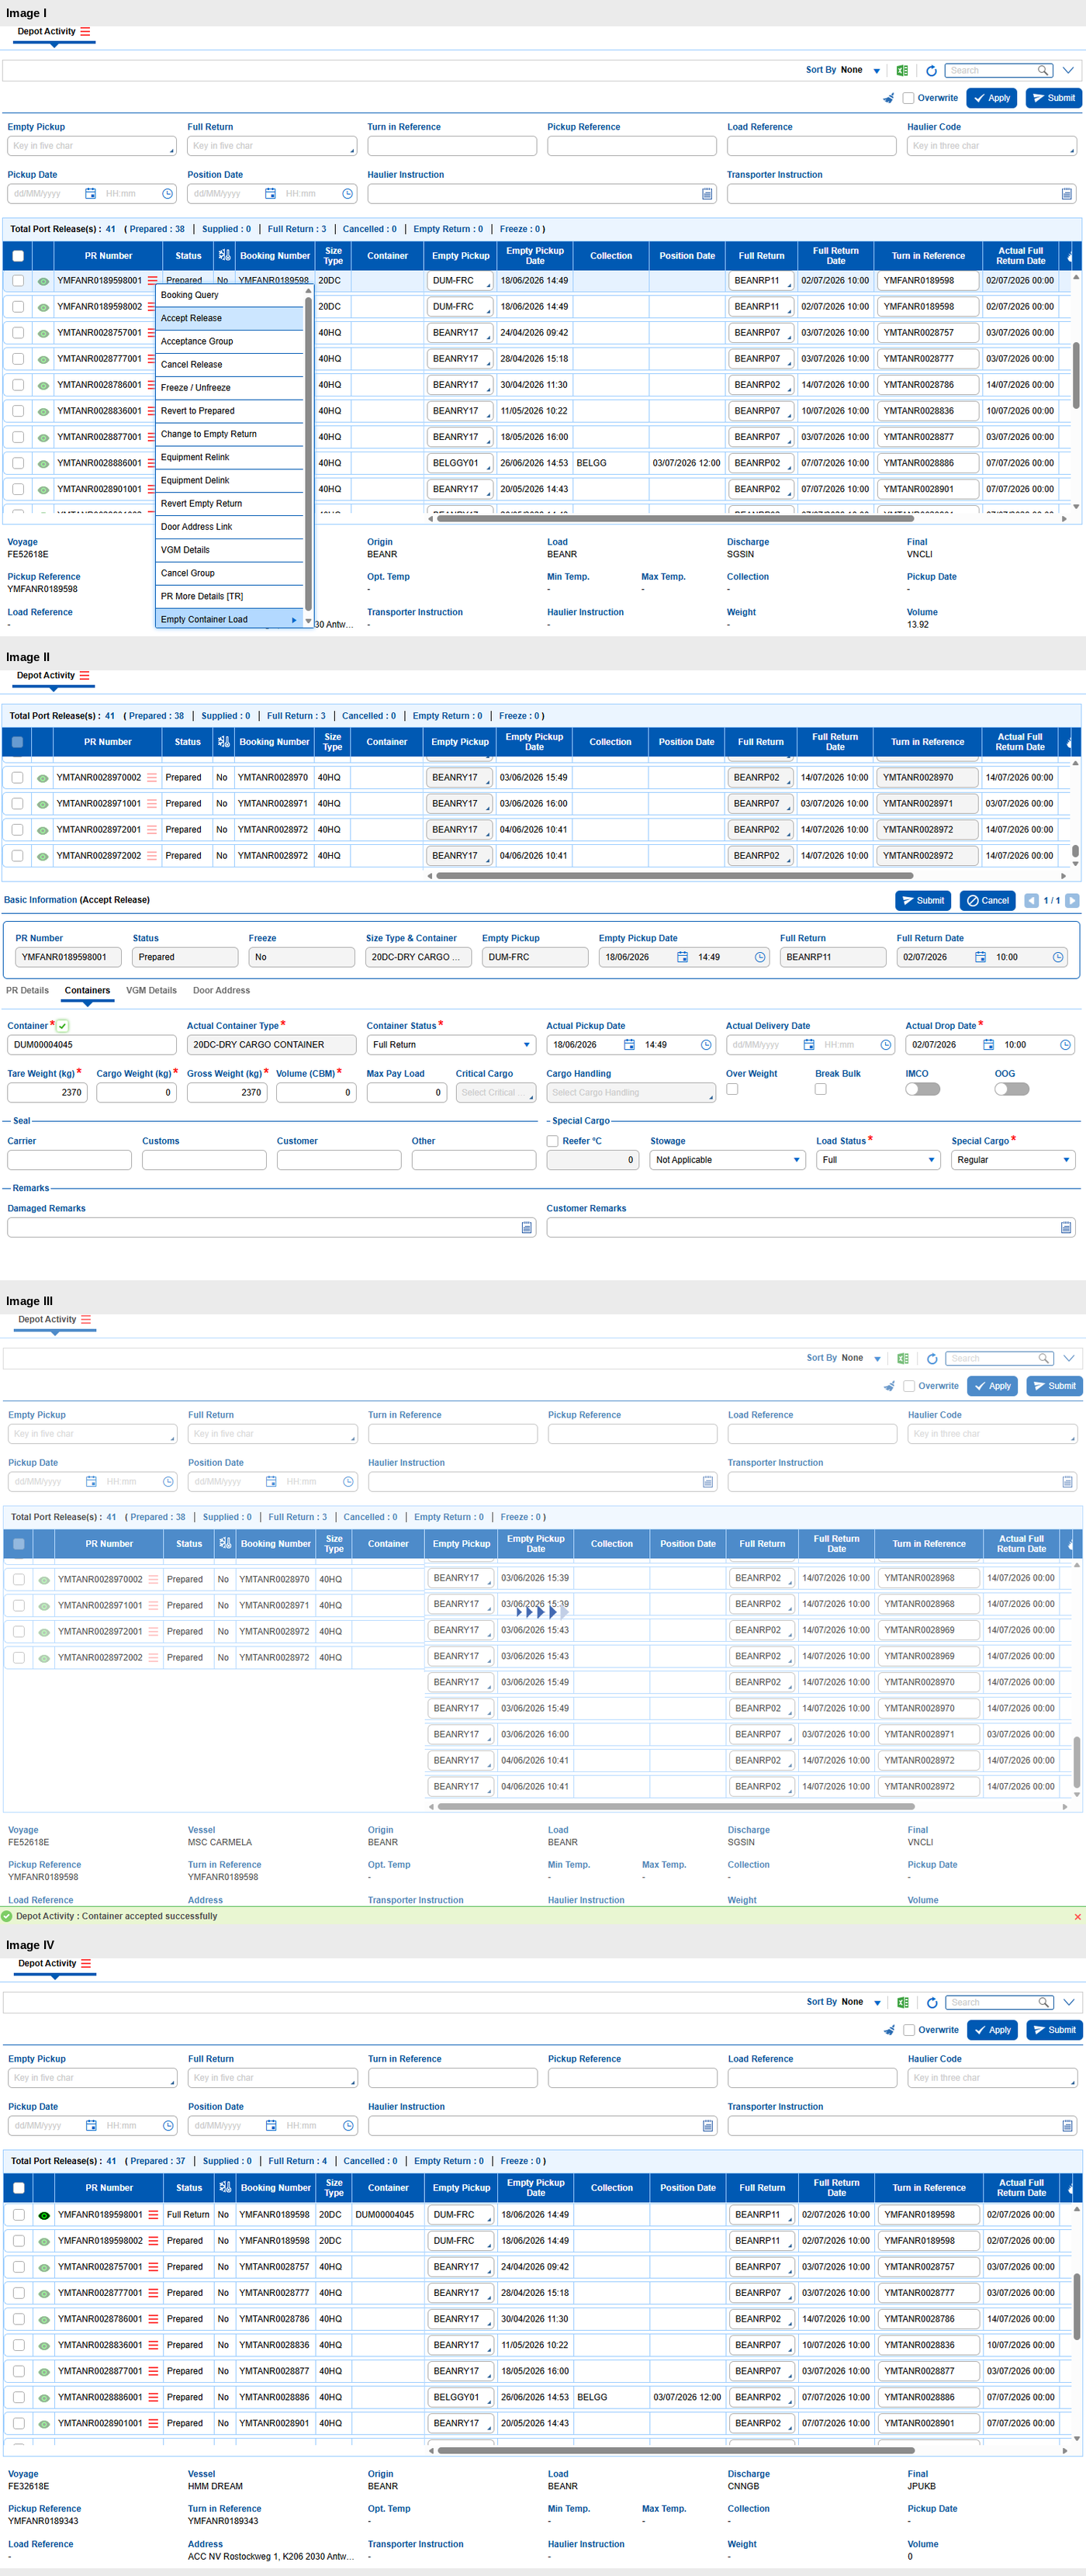 Image I
Depot Activity
Sort By None Search
Overwrite Apply Submit
Empty Pickup Full Return Turn in Reference Pickup Reference Load Reference Haulier Code
Key in five char Key in five char Key in three char
Pickup Date Position Date Haulier Instruction Transporter Instruction
dd/MM/yyyy HH:mm dd/MM/yyyy HH:mm
Total Port Release(s) : 41 ( Prepared : 38 | Supplied : 0 | Full Return : 3 | Cancelled : 0 | Empty Return : 0 | Freeze : 0 )
PR Number Status Booking Number Size Type Container Empty Pickup Empty Pickup Date Collection Position Date Full Return Full Return Date Turn in Reference Actual Full Return Date
YMFANR0189598001 Prepared No YMFANR0189598 20DC DUM-FRC 18/06/2026 14:49 BEANRP11 02/07/2026 10:00 YMFANR0189598 02/07/2026 00:00
YMFANR0189598002 20DC DUM-FRC 18/06/2026 14:49 BEANRP11 02/07/2026 10:00 YMFANR0189598 02/07/2026 00:00
YMTANR0028757001 40HQ BEANRY17 24/04/2026 09:42 BEANRP07 03/07/2026 10:00 YMTANR0028757 03/07/2026 00:00
YMTANR0028777001 40HQ BEANRY17 28/04/2026 15:18 BEANRP07 03/07/2026 10:00 YMTANR0028777 03/07/2026 00:00
YMTANR0028786001 40HQ BEANRY17 30/04/2026 11:30 BEANRP02 14/07/2026 10:00 YMTANR0028786 14/07/2026 00:00
YMTANR0028836001 40HQ BEANRY17 11/05/2026 10:22 BEANRP07 10/07/2026 10:00 YMTANR0028836 10/07/2026 00:00
YMTANR0028877001 40HQ BEANRY17 18/05/2026 16:00 BEANRP07 03/07/2026 10:00 YMTANR0028877 03/07/2026 00:00
YMTANR0028886001 40HQ BELGGY01 26/06/2026 14:53 BELGG 03/07/2026 12:00 BEANRP02 07/07/2026 10:00 YMTANR0028886 07/07/2026 00:00
YMTANR0028901001 40HQ BEANRY17 20/05/2026 14:43 BEANRP02 07/07/2026 10:00 YMTANR0028901 07/07/2026 00:00
Booking Query
Accept Release
Acceptance Group
Cancel Release
Freeze / Unfreeze
Revert to Prepared
Change to Empty Return
Equipment Relink
Equipment Delink
Revert Empty Return
Door Address Link
VGM Details
Cancel Group
PR More Details [TR]
Empty Container Load
Voyage Origin Load Discharge Final
FE52618E BEANR BEANR SGSIN VNCLI
Pickup Reference Opt. Temp Min Temp. Max Temp. Collection Pickup Date
YMFANR0189598 - - - - -
Load Reference Transporter Instruction Haulier Instruction Weight Volume
- 30 Antw... - - - 13.92
Image II
Depot Activity
Total Port Release(s) : 41 ( Prepared : 38 | Supplied : 0 | Full Return : 3 | Cancelled : 0 | Empty Return : 0 | Freeze : 0 )
PR Number Status Booking Number Size Type Container Empty Pickup Empty Pickup Date Collection Position Date Full Return Full Return Date Turn in Reference Actual Full Return Date
YMTANR0028970002 Prepared No YMTANR0028970 40HQ BEANRY17 03/06/2026 15:49 BEANRP02 14/07/2026 10:00 YMTANR0028970 14/07/2026 00:00
YMTANR0028971001 Prepared No YMTANR0028971 40HQ BEANRY17 03/06/2026 16:00 BEANRP07 03/07/2026 10:00 YMTANR0028971 03/07/2026 00:00
YMTANR0028972001 Prepared No YMTANR0028972 40HQ BEANRY17 04/06/2026 10:41 BEANRP02 14/07/2026 10:00 YMTANR0028972 14/07/2026 00:00
YMTANR0028972002 Prepared No YMTANR0028972 40HQ BEANRY17 04/06/2026 10:41 BEANRP02 14/07/2026 10:00 YMTANR0028972 14/07/2026 00:00
Basic Information (Accept Release) Submit Cancel 1 / 1
PR Number Status Freeze Size Type & Container Empty Pickup Empty Pickup Date Full Return Full Return Date
YMFANR0189598001 Prepared No 20DC-DRY CARGO ... DUM-FRC 18/06/2026 14:49 BEANRP11 02/07/2026 10:00
PR Details Containers VGM Details Door Address
Container * Actual Container Type * Container Status * Actual Pickup Date Actual Delivery Date Actual Drop Date *
DUM00004045 20DC-DRY CARGO CONTAINER Full Return 18/06/2026 14:49 dd/MM/yyyy HH:mm 02/07/2026 10:00
Tare Weight (kg) * Cargo Weight (kg) * Gross Weight (kg) * Volume (CBM) * Max Pay Load Critical Cargo Cargo Handling Over Weight Break Bulk IMCO OOG
2370 0 2370 0 0 Select Critical ... Select Cargo Handling
Seal Special Cargo
Carrier Customs Customer Other Reefer °C Stowage Load Status * Special Cargo *
0 Not Applicable Full Regular
Remarks
Damaged Remarks Customer Remarks
Image III
Depot Activity
Sort By None Search
Overwrite Apply Submit
Empty Pickup Full Return Turn in Reference Pickup Reference Load Reference Haulier Code
Key in five char Key in five char Key in three char
Pickup Date Position Date Haulier Instruction Transporter Instruction
dd/MM/yyyy HH:mm dd/MM/yyyy HH:mm
Total Port Release(s) : 41 ( Prepared : 38 | Supplied : 0 | Full Return : 3 | Cancelled : 0 | Empty Return : 0 | Freeze : 0 )
PR Number Status Booking Number Size Type Container Empty Pickup Empty Pickup Date Collection Position Date Full Return Full Return Date Turn in Reference Actual Full Return Date
YMTANR0028970002 Prepared No YMTANR0028970 40HQ BEANRY17 03/06/2026 15:39 BEANRP02 14/07/2026 10:00 YMTANR0028968 14/07/2026 00:00
YMTANR0028971001 Prepared No YMTANR0028971 40HQ BEANRY17 03/06/2026 15:39 BEANRP02 14/07/2026 10:00 YMTANR0028968 14/07/2026 00:00
YMTANR0028972001 Prepared No YMTANR0028972 40HQ BEANRY17 03/06/2026 15:43 BEANRP02 14/07/2026 10:00 YMTANR0028969 14/07/2026 00:00
YMTANR0028972002 Prepared No YMTANR0028972 40HQ BEANRY17 03/06/2026 15:43 BEANRP02 14/07/2026 10:00 YMTANR0028969 14/07/2026 00:00
BEANRY17 03/06/2026 15:49 BEANRP02 14/07/2026 10:00 YMTANR0028970 14/07/2026 00:00
BEANRY17 03/06/2026 15:49 BEANRP02 14/07/2026 10:00 YMTANR0028970 14/07/2026 00:00
BEANRY17 03/06/2026 16:00 BEANRP07 03/07/2026 10:00 YMTANR0028971 03/07/2026 00:00
BEANRY17 04/06/2026 10:41 BEANRP02 14/07/2026 10:00 YMTANR0028972 14/07/2026 00:00
BEANRY17 04/06/2026 10:41 BEANRP02 14/07/2026 10:00 YMTANR0028972 14/07/2026 00:00
Voyage Vessel Origin Load Discharge Final
FE52618E MSC CARMELA BEANR BEANR SGSIN VNCLI
Pickup Reference Turn in Reference Opt. Temp Min Temp. Max Temp. Collection Pickup Date
YMFANR0189598 YMFANR0189598 - - - - -
Load Reference Address Transporter Instruction Haulier Instruction Weight Volume
Depot Activity : Container accepted successfully
Image IV
Depot Activity
Sort By None Search
Overwrite Apply Submit
Empty Pickup Full Return Turn in Reference Pickup Reference Load Reference Haulier Code
Key in five char Key in five char Key in three char
Pickup Date Position Date Haulier Instruction Transporter Instruction
dd/MM/yyyy HH:mm dd/MM/yyyy HH:mm
Total Port Release(s) : 41 ( Prepared : 37 | Supplied : 0 | Full Return : 4 | Cancelled : 0 | Empty Return : 0 | Freeze : 0 )
PR Number Status Booking Number Size Type Container Empty Pickup Empty Pickup Date Collection Position Date Full Return Full Return Date Turn in Reference Actual Full Return Date
YMFANR0189598001 Full Return No YMFANR0189598 20DC DUM00004045 DUM-FRC 18/06/2026 14:49 BEANRP11 02/07/2026 10:00 YMFANR0189598 02/07/2026 00:00
YMFANR0189598002 Prepared No YMFANR0189598 20DC DUM-FRC 18/06/2026 14:49 BEANRP11 02/07/2026 10:00 YMFANR0189598 02/07/2026 00:00
YMTANR0028757001 Prepared No YMTANR0028757 40HQ BEANRY17 24/04/2026 09:42 BEANRP07 03/07/2026 10:00 YMTANR0028757 03/07/2026 00:00
YMTANR0028777001 Prepared No YMTANR0028777 40HQ BEANRY17 28/04/2026 15:18 BEANRP07 03/07/2026 10:00 YMTANR0028777 03/07/2026 00:00
YMTANR0028786001 Prepared No YMTANR0028786 40HQ BEANRY17 30/04/2026 11:30 BEANRP02 14/07/2026 10:00 YMTANR0028786 14/07/2026 00:00
YMTANR0028836001 Prepared No YMTANR0028836 40HQ BEANRY17 11/05/2026 10:22 BEANRP07 10/07/2026 10:00 YMTANR0028836 10/07/2026 00:00
YMTANR0028877001 Prepared No YMTANR0028877 40HQ BEANRY17 18/05/2026 16:00 BEANRP07 03/07/2026 10:00 YMTANR0028877 03/07/2026 00:00
YMTANR0028886001 Prepared No YMTANR0028886 40HQ BELGGY01 26/06/2026 14:53 BELGG 03/07/2026 12:00 BEANRP02 07/07/2026 10:00 YMTANR0028886 07/07/2026 00:00
YMTANR0028901001 Prepared No YMTANR0028901 40HQ BEANRY17 20/05/2026 14:43 BEANRP02 07/07/2026 10:00 YMTANR0028901 07/07/2026 00:00
Voyage Vessel Origin Load Discharge Final
FE32618E HMM DREAM BEANR BEANR CNNGB JPUKB
Pickup Reference Turn in Reference Opt. Temp Min Temp. Max Temp. Collection Pickup Date
YMFANR0189343 YMFANR0189343 - - - - -
Load Reference Address Transporter Instruction Haulier Instruction Weight Volume
- ACC NV Rostockweg 1, K206 2030 Antw... - - - 0